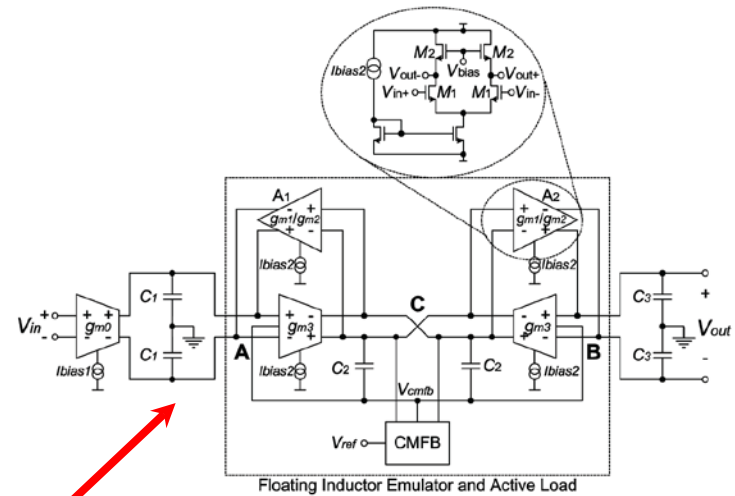 M2 M2
Ibias2
Vout- Vbias Vout+
Vin+ M1 M1 Vin-
A1 A2
+ - - +
gm1/gm2 gm1/gm2
- + + -
Ibias2 Ibias2
C1 C C3
Vin + - gm0 + - + - gm3 + - + - gm3 + - + Vout -
C1 A B C3
Ibias1 Ibias2 C2 C2 Ibias2
Vcmfb
Vref CMFB
Floating Inductor Emulator and Active Load